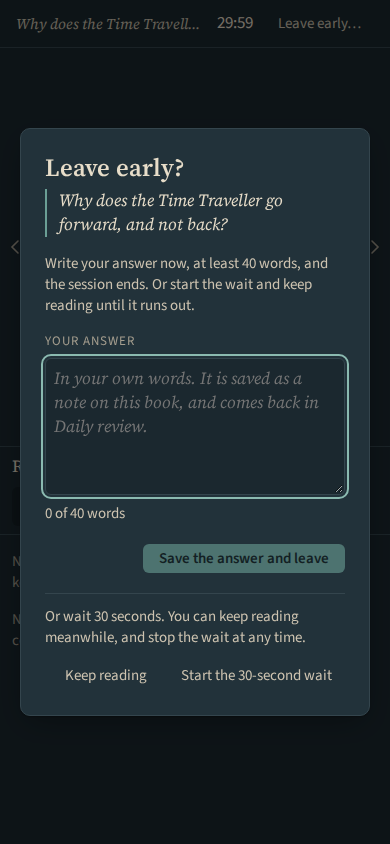 Why does the Time Travell... 29:59 Leave early...
Leave early?
Why does the Time Traveller go
forward, and not back?
Write your answer now, at least 40 words, and
the session ends. Or start the wait and keep
reading until it runs out.
YOUR ANSWER
In your own words. It is saved as a
note on this book, and comes back in
Daily review.
0 of 40 words
Save the answer and leave
Or wait 30 seconds. You can keep reading
meanwhile, and stop the wait at any time.
Keep reading Start the 30-second wait